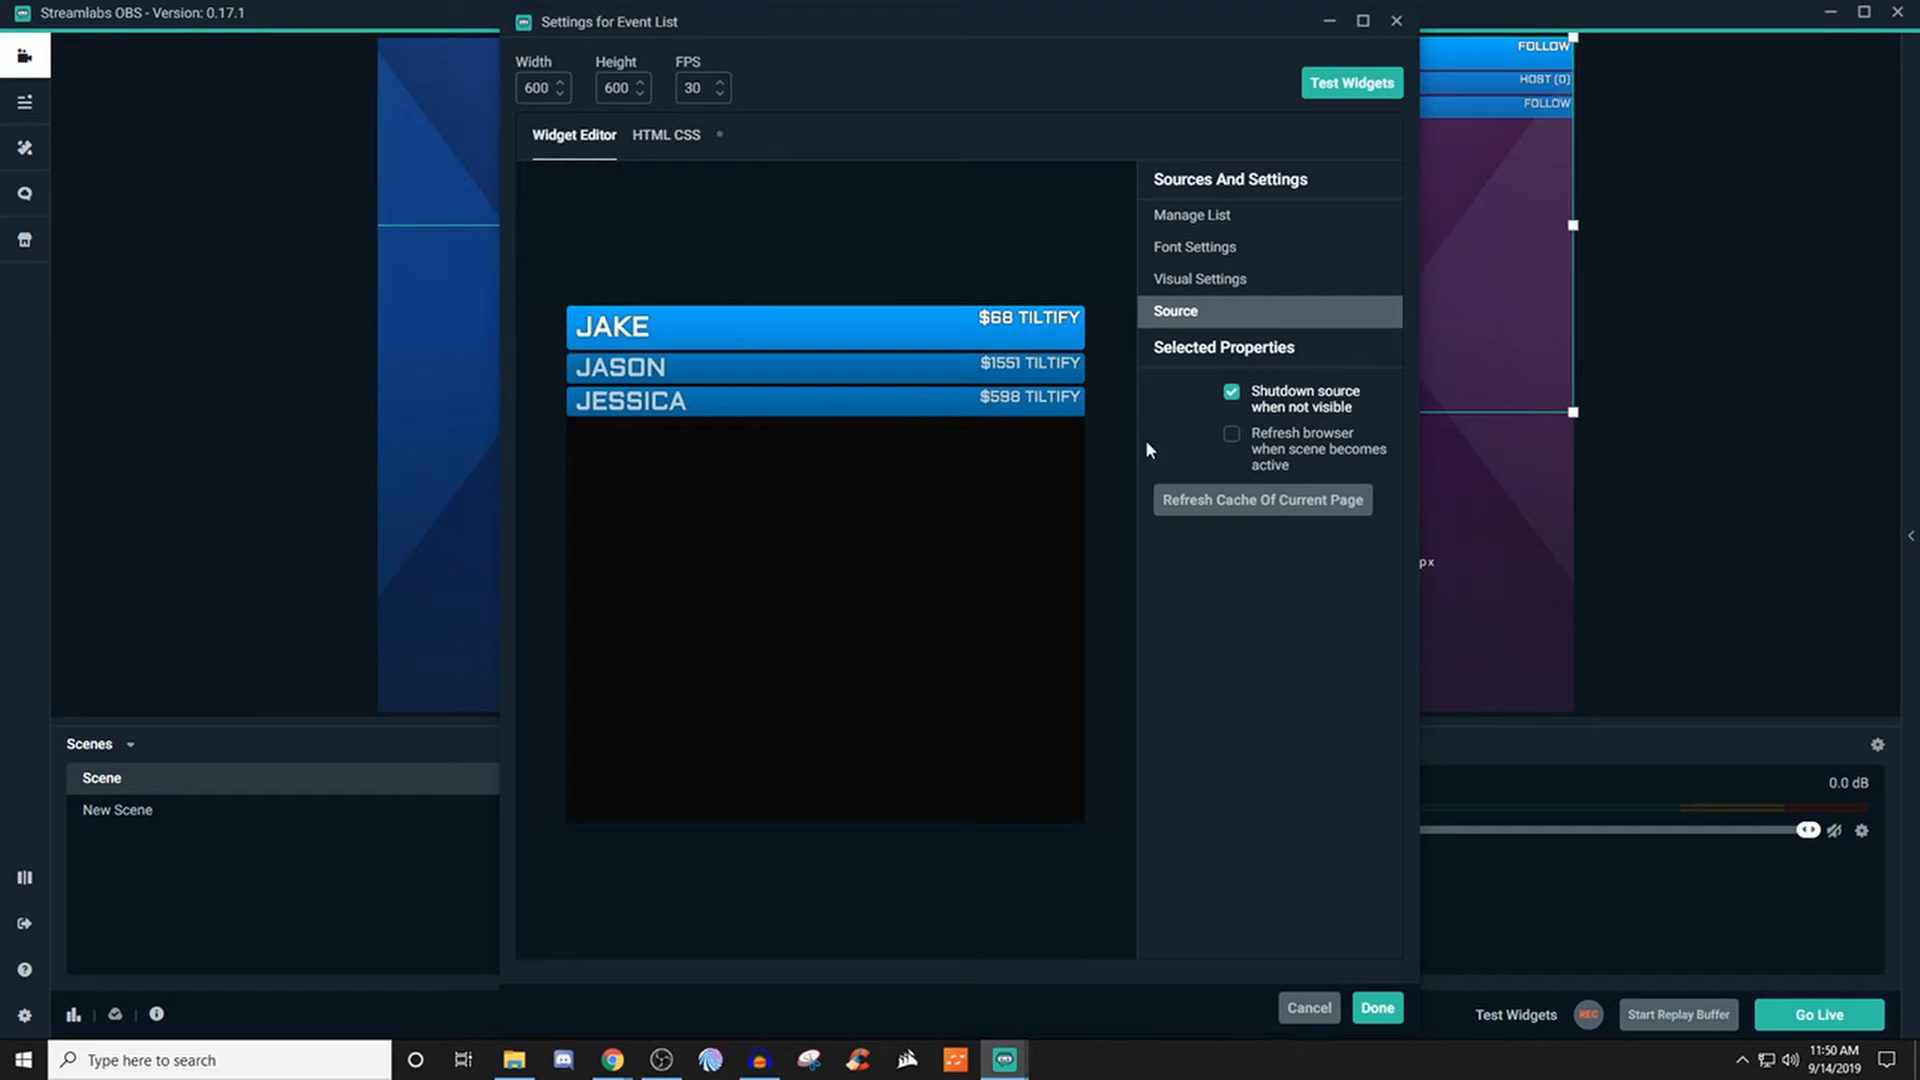 Streamlabs OBS - Version: 0.17.1
Settings for Event List
Width
Height
FPS
600
600
30
Test Widgets
Widget Editor
HTML CSS
Sources And Settings
Manage List
Font Settings
Visual Settings
Source
Selected Properties
Shutdown source
when not visible
Refresh browser
when scene becomes
active
Refresh Cache Of Current Page
JAKE
$68 TILTIFY
JASON
$1551 TILTIFY
JESSICA
$598 TILTIFY
FOLLOW
HOST (0)
FOLLOW
px
Scenes
Scene
New Scene
0.0 dB
Cancel
Done
Test Widgets
REC
Start Replay Buffer
Go Live
Type here to search
11:50 AM
9/14/2019